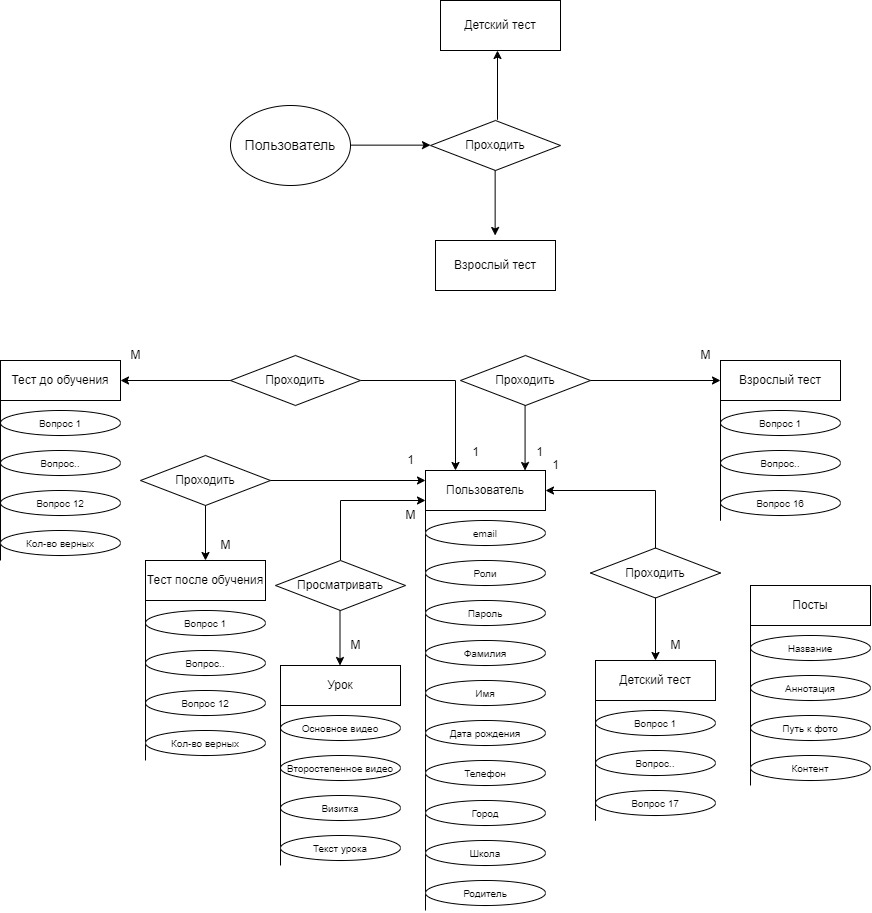 Детский тест
Пользователь
Проходить
Взрослый тест
М
М
Тест до обучения
Проходить
Проходить
Взрослый тест
Вопрос 1
Вопрос..
Вопрос 12
Кол-во верных
Вопрос 1
Вопрос..
Вопрос 16
1
1
1
1
Проходить
Пользователь
М
М
Тест после обучения
Просматривать
Проходить
email
Роли
Пароль
Фамилия
Имя
Дата рождения
Телефон
Город
Школа
Родитель
Вопрос 1
Вопрос..
Вопрос 12
Кол-во верных
М
Урок
Основное видео
Второстепенное видео
Визитка
Текст урока
М
Детский тест
Вопрос 1
Вопрос..
Вопрос 17
Посты
Название
Аннотация
Путь к фото
Контент